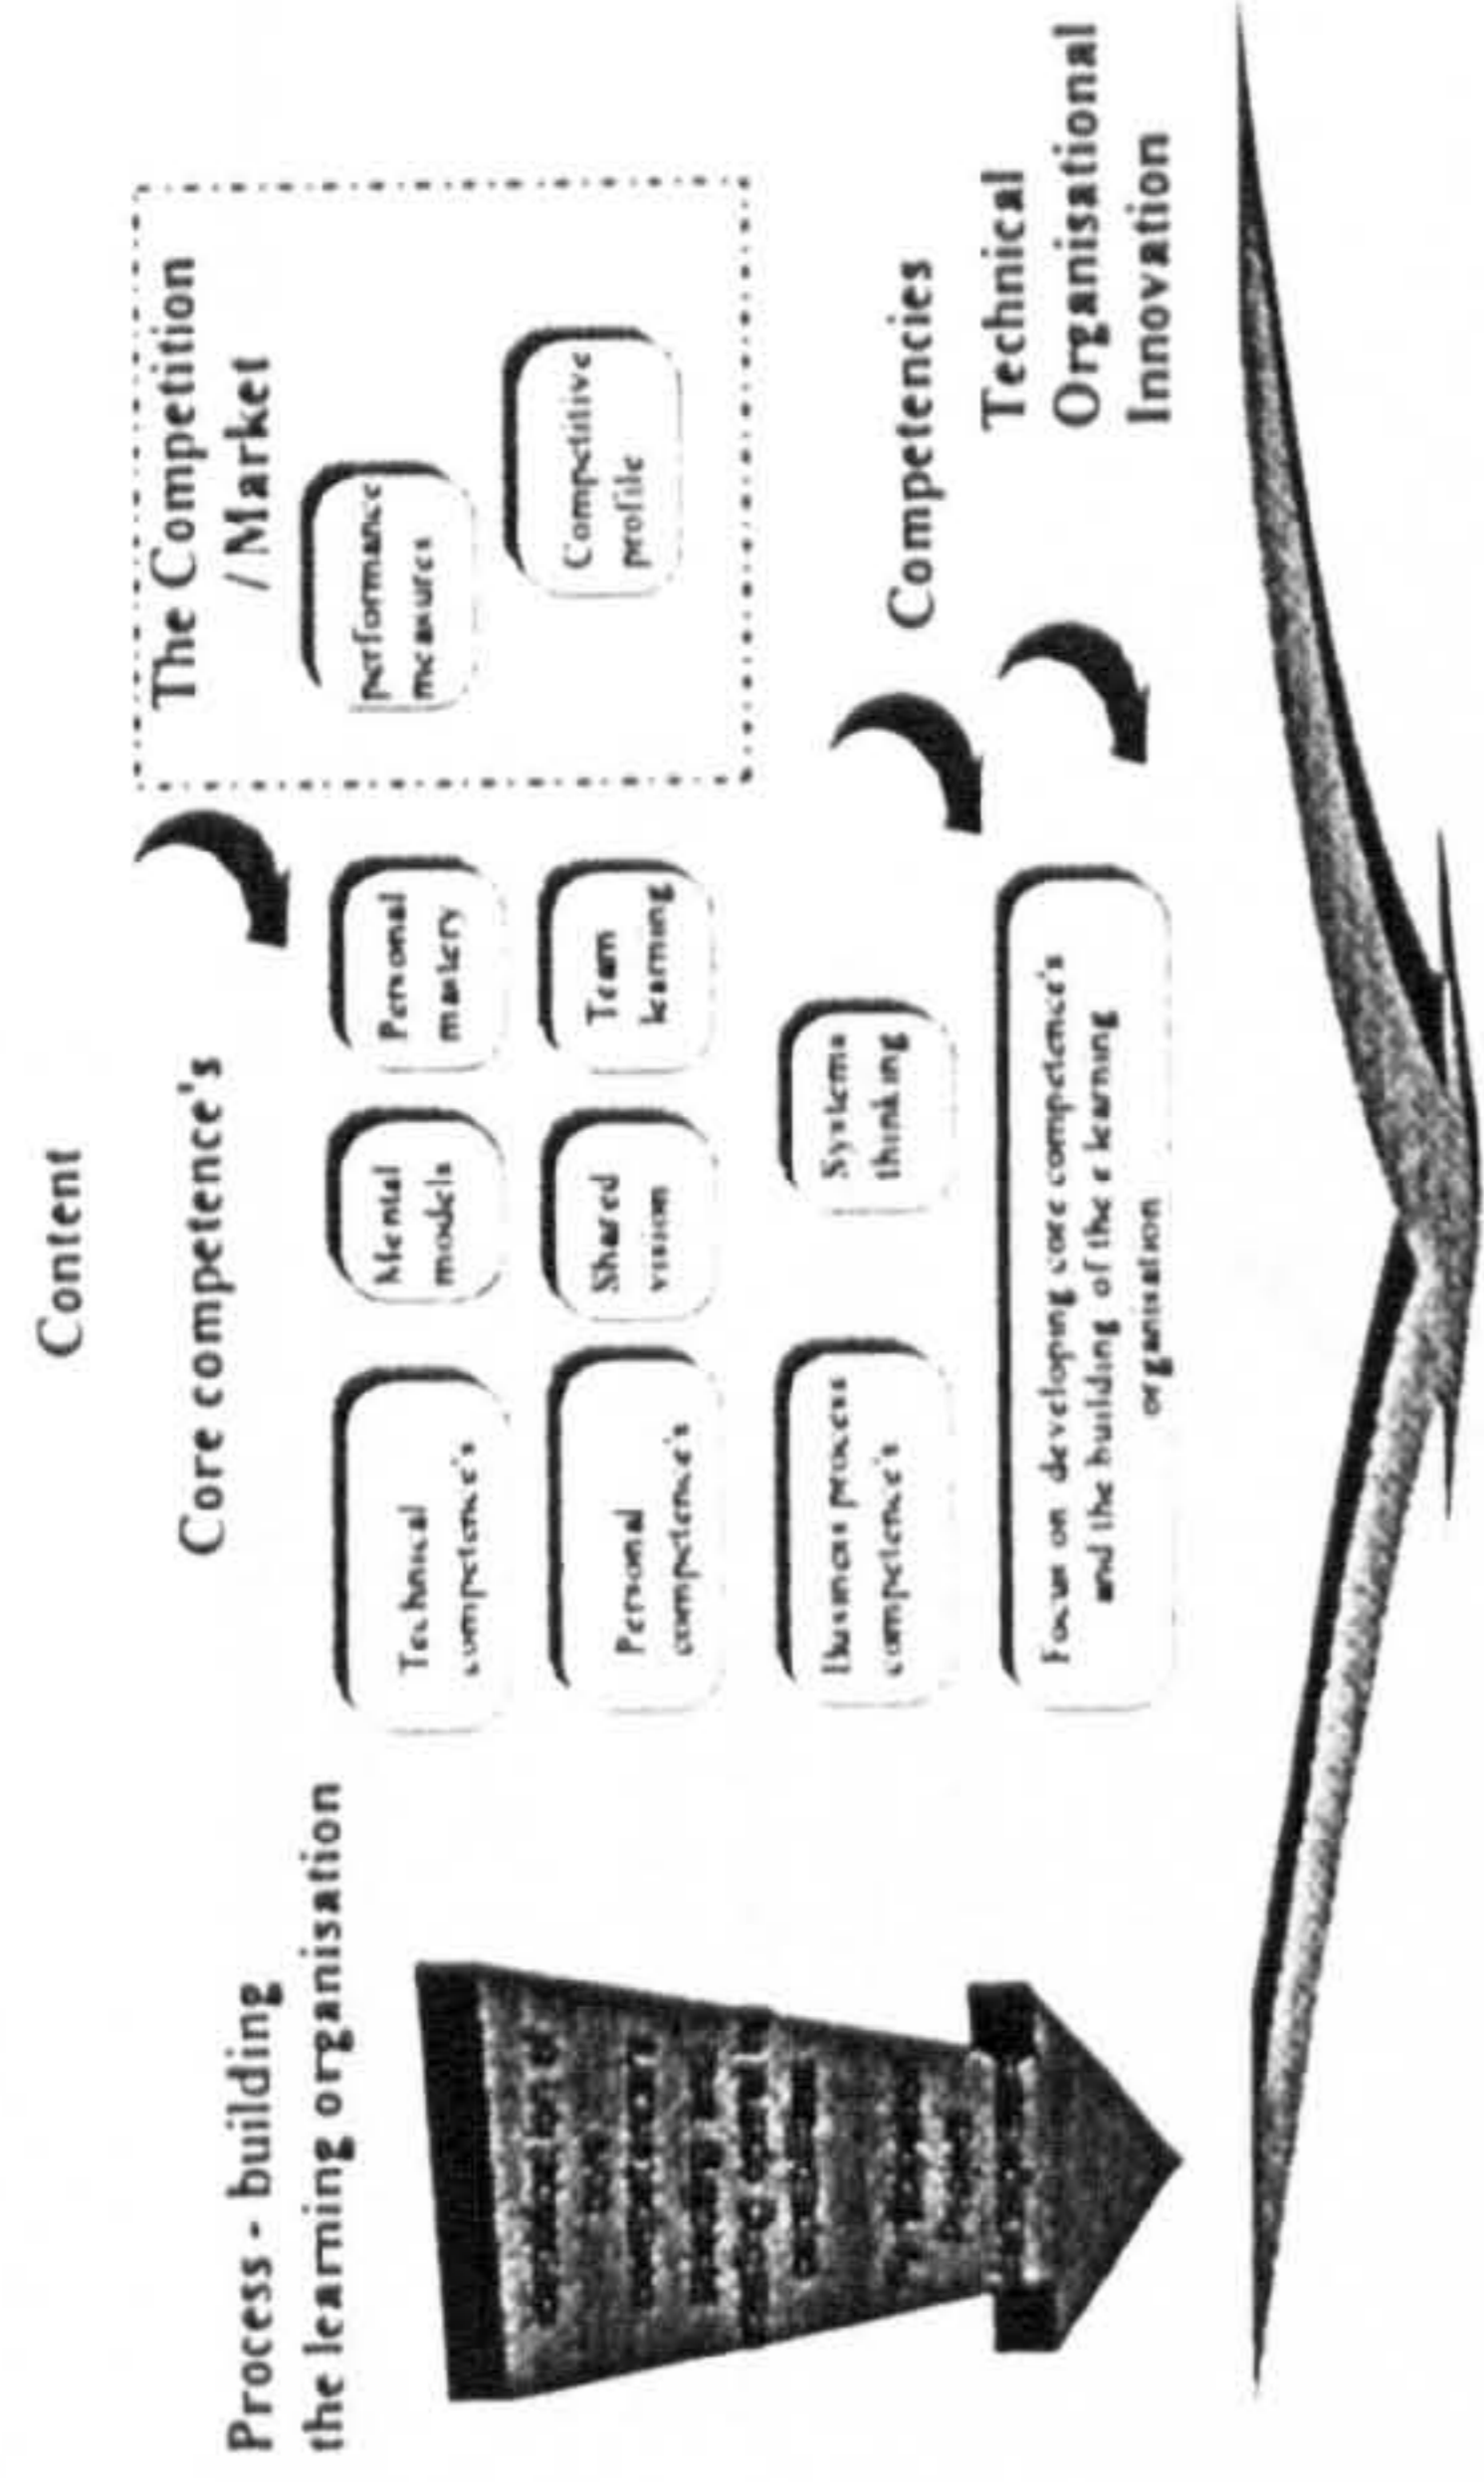 Content
Process - building
the learning organisation
Core competence's
The Competition
/ Market
Technical
competence's
Mental
models
Personal
mastery
performance
measures
Personal
competence's
Shared
vision
Team
learning
Competitive
profile
Business process
competence's
Systems
thinking
Competencies
Focus on developing core competence's
and the building of the e learning
organisation
Technical
Organisational
Innovation